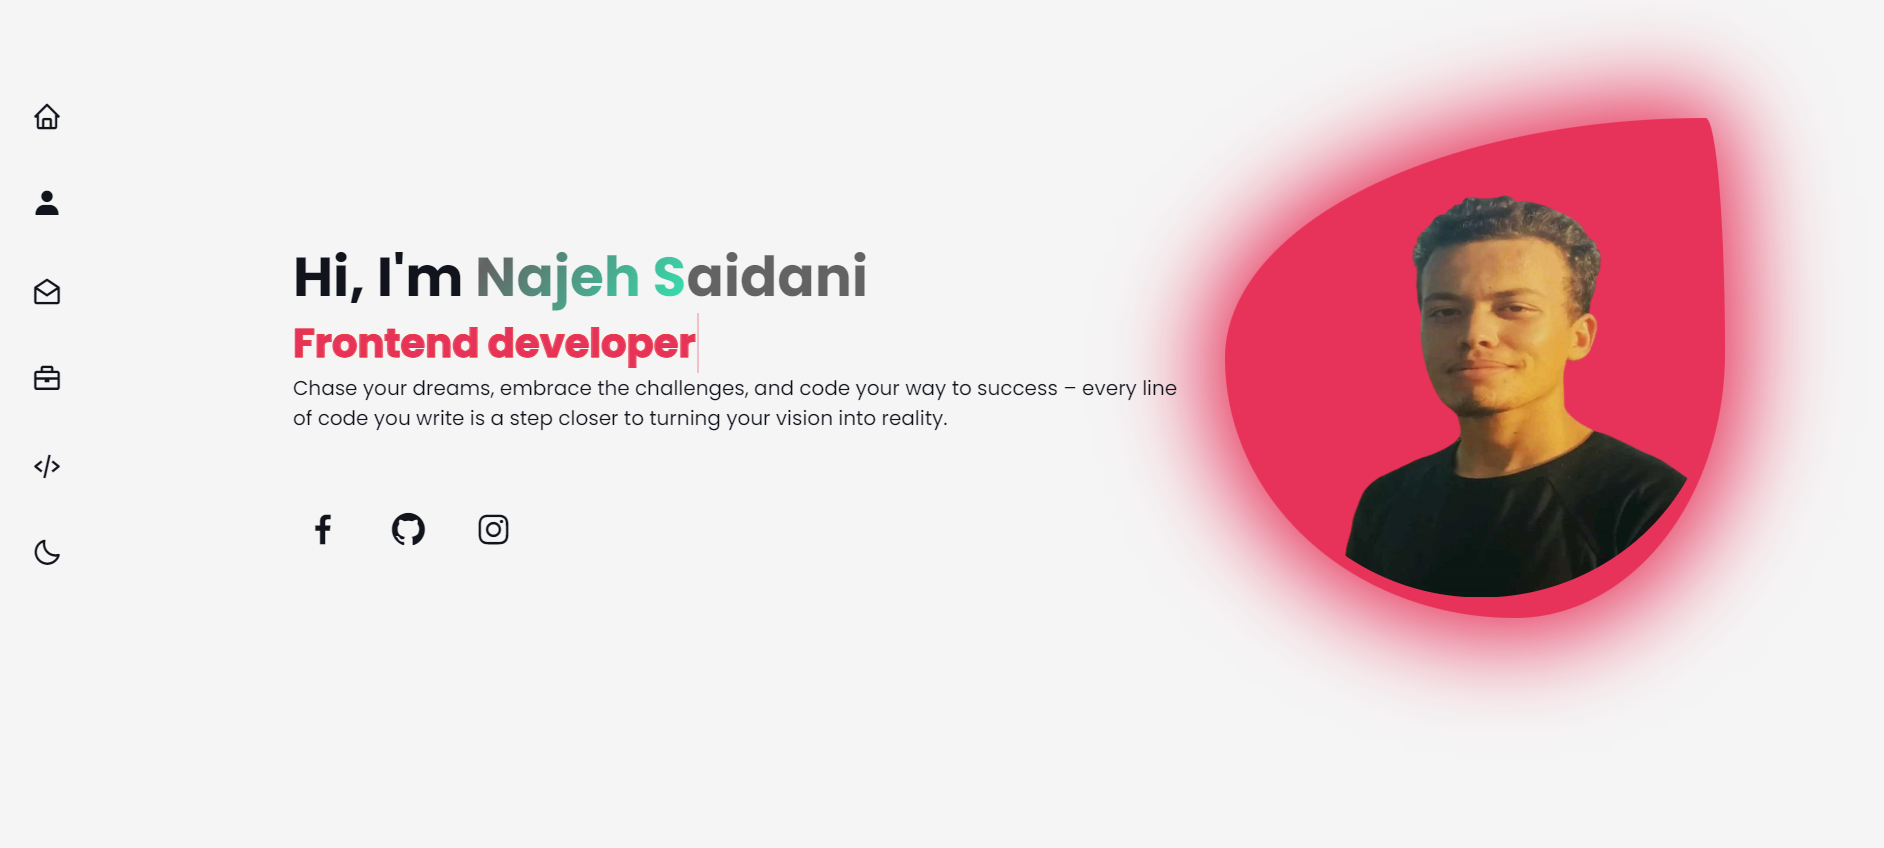 Hi, I'm Najeh Saidani
Frontend developer
Chase your dreams, embrace the challenges, and code your way to success – every line
of code you write is a step closer to turning your vision into reality.